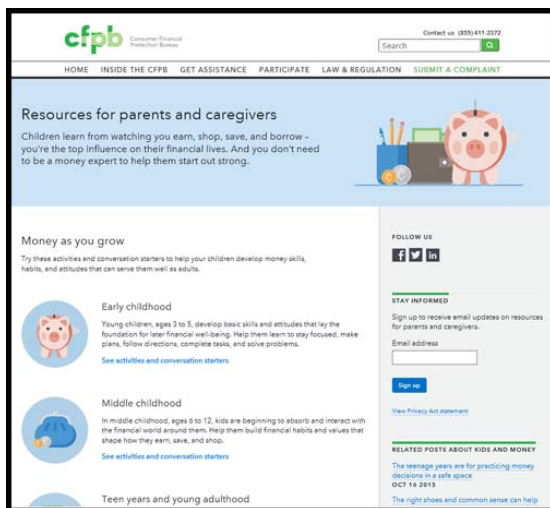 cfpb Consumer Financial
Protection Bureau
Contact us (855) 411-2372
Search
HOME INSIDE THE CFPB GET ASSISTANCE PARTICIPATE LAW & REGULATION SUBMIT A COMPLAINT
Resources for parents and caregivers
Children learn from watching you earn, shop, save, and borrow –
you're the top influence on their financial lives. And you don't need
to be a money expert to help them start out strong.
Money as you grow
Try these activities and conversation starters to help your children develop money skills,
habits, and attitudes that can serve them well as adults.
Early childhood
Young children, ages 3 to 5, develop basic skills and attitudes that lay the
foundation for later financial well-being. Help them learn to stay focused, make
plans, follow directions, complete tasks, and solve problems.
See activities and conversation starters
Middle childhood
In middle childhood, ages 6 to 12, kids are beginning to absorb and interact with
the financial world around them. Help them build financial habits and values that
shape how they earn, save, and shop.
See activities and conversation starters
Teen years and young adulthood
FOLLOW US
STAY INFORMED
Sign up to receive email updates on resources
for parents and caregivers.
Email address
Sign up
View Privacy Act statement
RELATED POSTS ABOUT KIDS AND MONEY
The teenage years are for practicing money
decisions in a safe space
OCT 16 2015
The right shoes and common sense can help